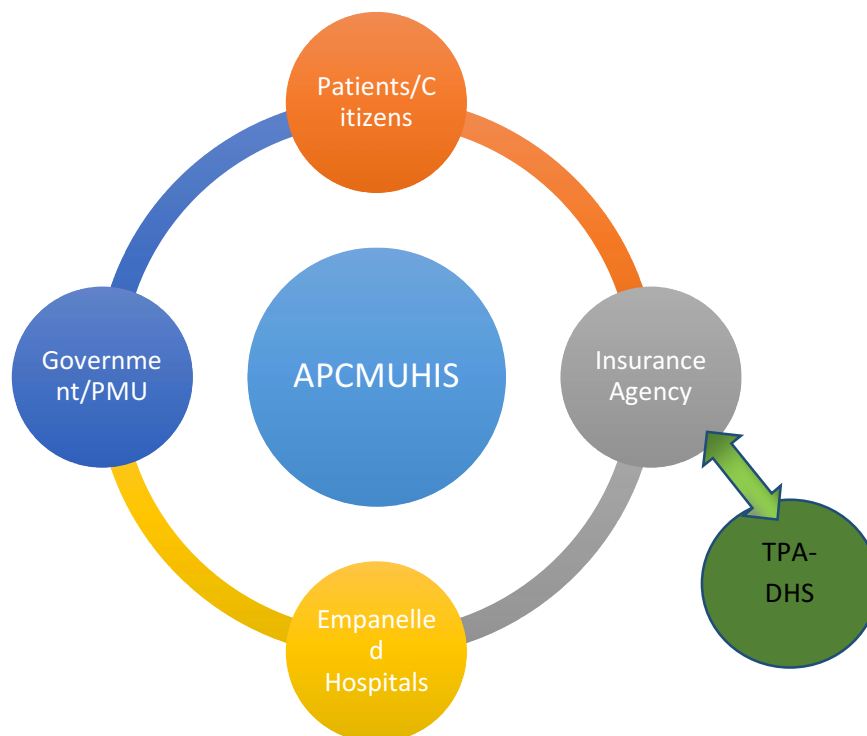 Patients/C
itizens
Governme
nt/PMU
APCMUHIS
Insurance
Agency
TPA-
DHS
Empanelle
d
Hospitals